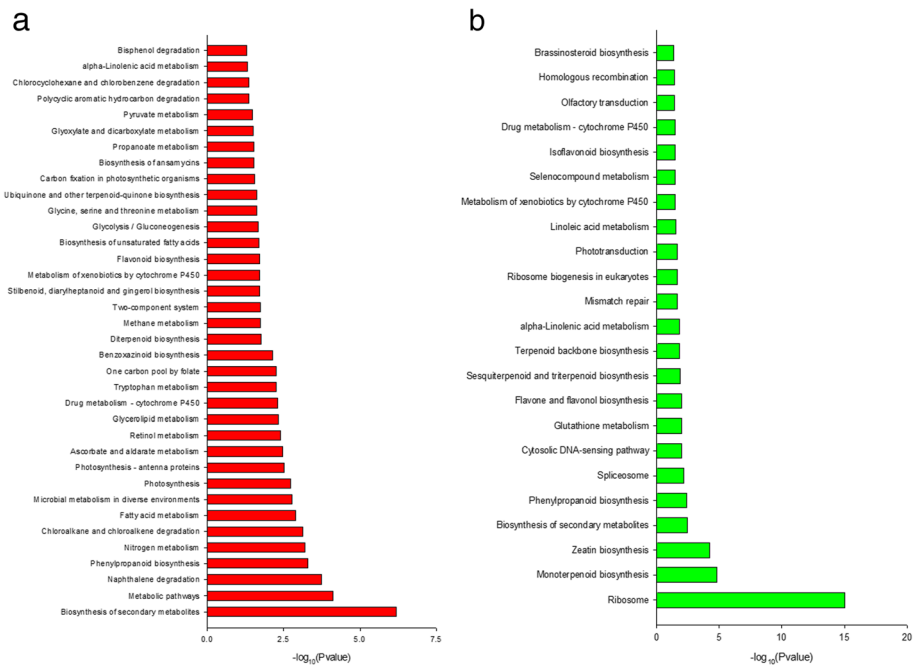 a
Bisphenol degradation
alpha-Linolenic acid metabolism
Chlorocyclohexane and chlorobenzene degradation
Polycyclic aromatic hydrocarbon degradation
Pyruvate metabolism
Glyoxylate and dicarboxylate metabolism
Propanoate metabolism
Biosynthesis of ansamycins
Carbon fixation in photosynthetic organisms
Ubiquinone and other terpenoid-quinone biosynthesis
Glycine, serine and threonine metabolism
Glycolysis / Gluconeogenesis
Biosynthesis of unsaturated fatty acids
Flavonoid biosynthesis
Metabolism of xenobiotics by cytochrome P450
Stilbenoid, diarylheptanoid and gingerol biosynthesis
Two-component system
Methane metabolism
Diterpenoid biosynthesis
Benzoxazinoid biosynthesis
One carbon pool by folate
Tryptophan metabolism
Drug metabolism - cytochrome P450
Glycerolipid metabolism
Retinol metabolism
Ascorbate and aldarate metabolism
Photosynthesis - antenna proteins
Photosynthesis
Microbial metabolism in diverse environments
Fatty acid metabolism
Chloroalkane and chloroalkene degradation
Nitrogen metabolism
Phenylpropanoid biosynthesis
Naphthalene degradation
Metabolic pathways
Biosynthesis of secondary metabolites
0.0 2.5 5.0 7.5
-log10(Pvalue)
b
Brassinosteroid biosynthesis
Homologous recombination
Olfactory transduction
Drug metabolism - cytochrome P450
Isoflavonoid biosynthesis
Selenocompound metabolism
Metabolism of xenobiotics by cytochrome P450
Linoleic acid metabolism
Phototransduction
Ribosome biogenesis in eukaryotes
Mismatch repair
alpha-Linolenic acid metabolism
Terpenoid backbone biosynthesis
Sesquiterpenoid and triterpenoid biosynthesis
Flavone and flavonol biosynthesis
Glutathione metabolism
Cytosolic DNA-sensing pathway
Spliceosome
Phenylpropanoid biosynthesis
Biosynthesis of secondary metabolites
Zeatin biosynthesis
Monoterpenoid biosynthesis
Ribosome
0 5 10 15 20
-log10(Pvalue)